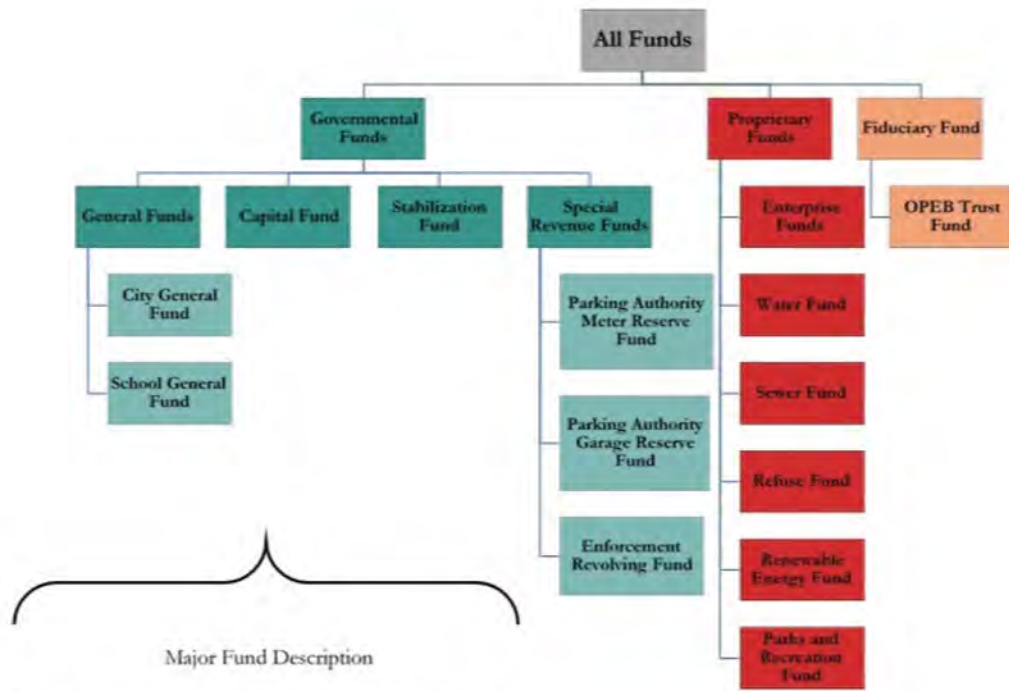 All Funds
Governmental
Funds
Proprietary
Funds
Fiduciary Fund
General Funds
Capital Fund
Stabilization
Fund
Special
Revenue Funds
Enterprise
Funds
OPEB Trust
Fund
City General
Fund
Parking Authority
Meter Reserve
Fund
Water Fund
School General
Fund
Sewer Fund
Parking Authority
Garage Reserve
Fund
Refuse Fund
Enforcement
Revolving Fund
Renewable
Energy Fund
Parks and
Recreation
Fund
Major Fund Description